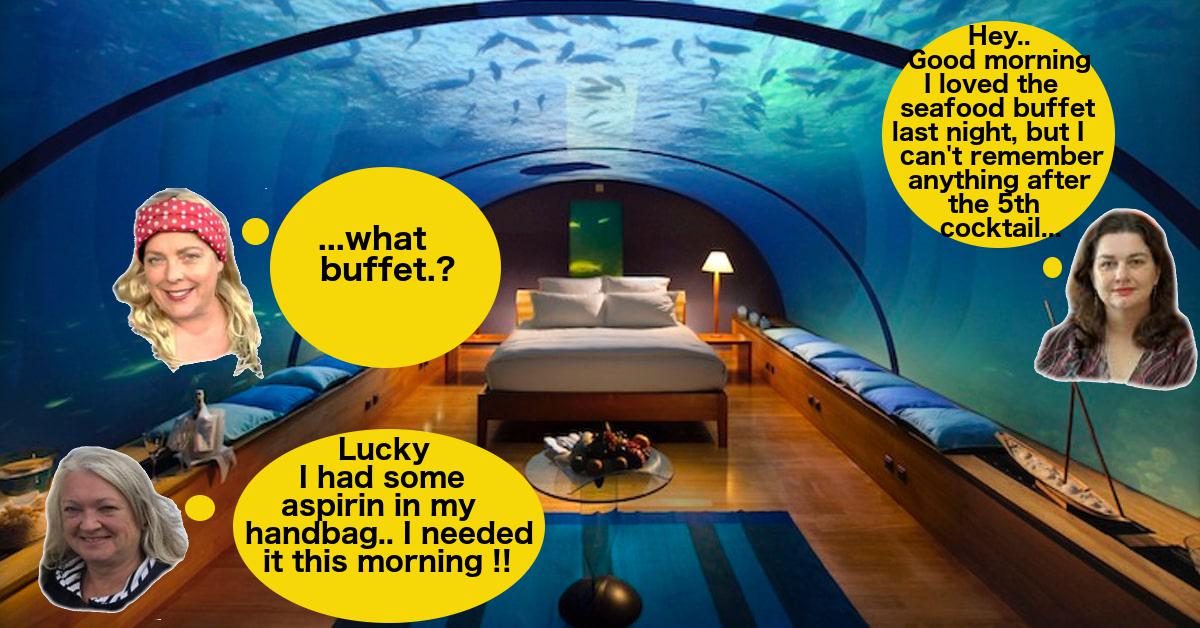 Hey..
Good morning
I loved the
seafood buffet
last night, but I
can't remember
anything after
the 5th
cocktail...
...what
buffet.?
Lucky
I had some
aspirin in my
handbag.. I needed
it this morning !!